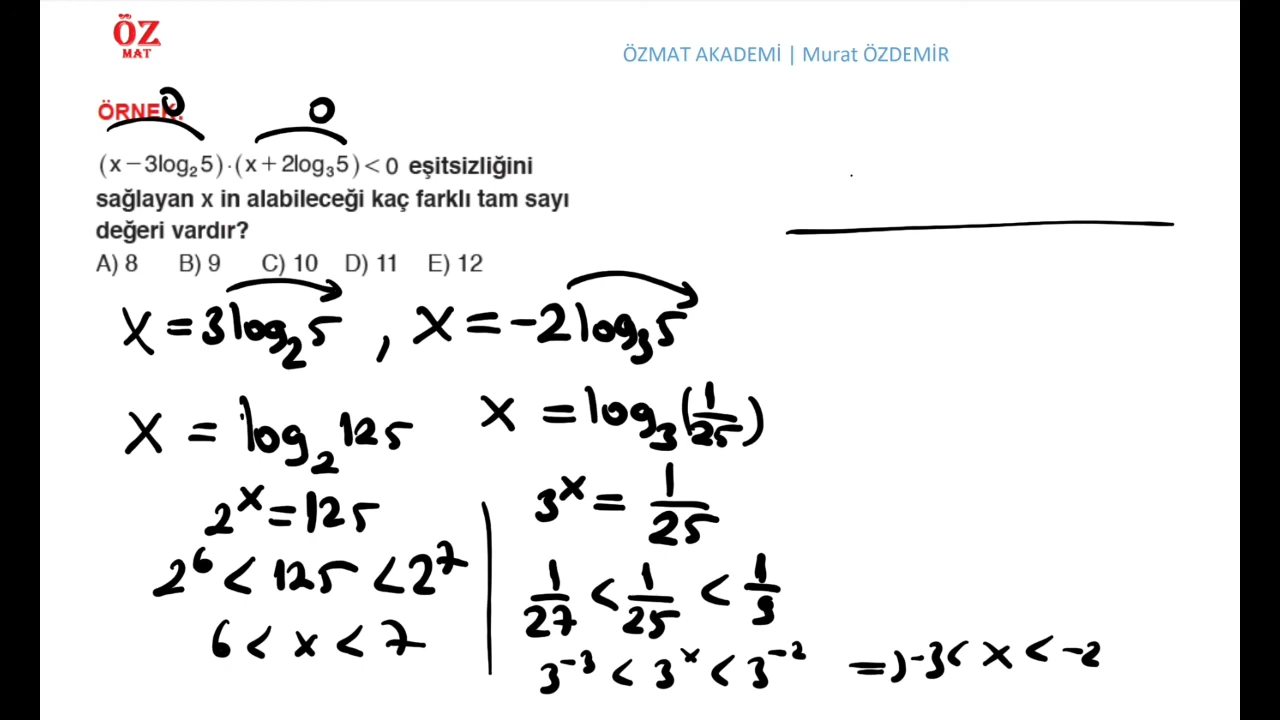 ÖZ
MAT
ÖZMAT AKADEMİ | Murat ÖZDEMİR
ÖRNEK:
0 0
(x-3log₂5)·(x+2log₃5)<0 eşitsizliğini
sağlayan x in alabileceği kaç farklı tam sayı
değeri vardır?
A) 8 B) 9 C) 10 D) 11 E) 12
x = 3log₂5 , x = -2log₃5
x = log₂125 x = log₃(1/25)
2ˣ = 125 3ˣ = 1/25
2⁶ < 125 < 2⁷ 1/27 < 1/25 < 1/9
6 < x < 7 3⁻³ < 3ˣ < 3⁻² => -3 < x < -2